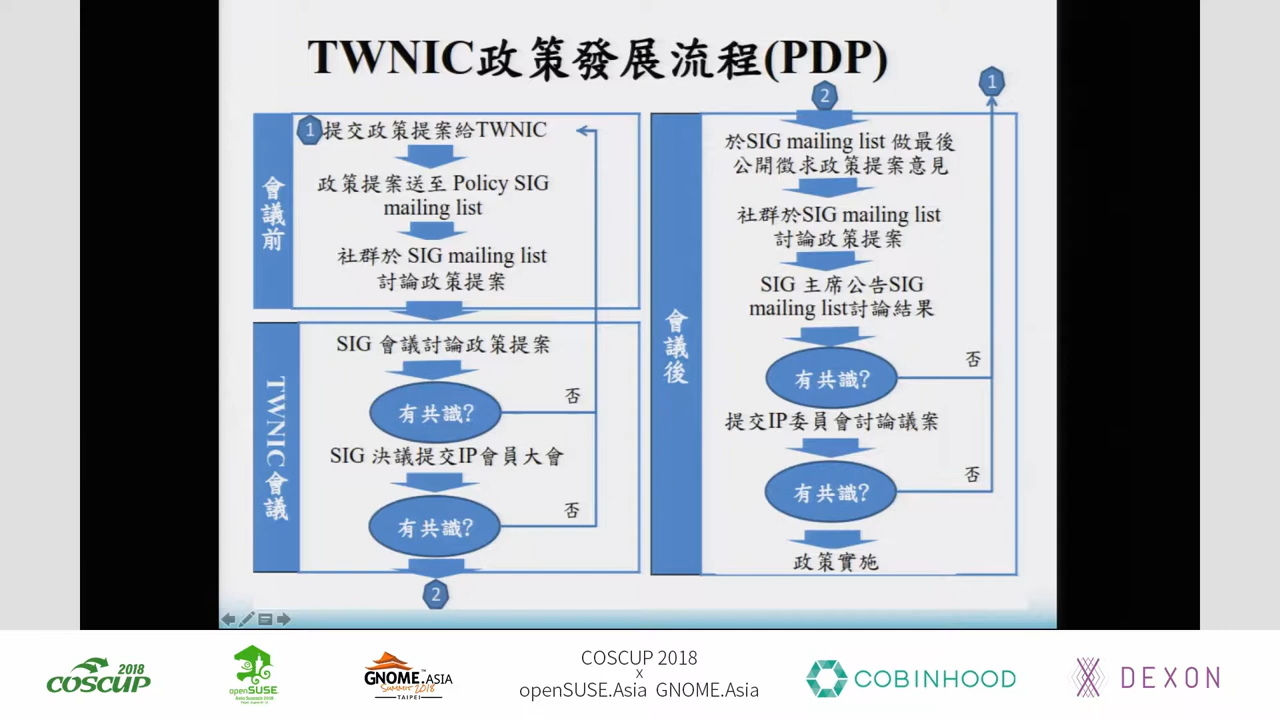 TWNIC政策發展流程(PDP)
會議前
1
提交政策提案給TWNIC
政策提案送至 Policy SIG
mailing list
社群於 SIG mailing list
討論政策提案
TWNIC會議
SIG 會議討論政策提案
有共識?
否
SIG 決議提交IP會員大會
有共識?
否
2
會議後
2
1
於SIG mailing list 做最後
公開徵求政策提案意見
社群於SIG mailing list
討論政策提案
SIG 主席公告SIG
mailing list討論結果
有共識?
否
提交IP委員會討論議案
有共識?
否
政策實施
2018
COSCUP
openSUSE
Asia Summit 2018
Taipei
GNOME.ASIA
Summit 2018
TAIPEI
COSCUP 2018
x
openSUSE.Asia GNOME.Asia
COBINHOOD
DEXON